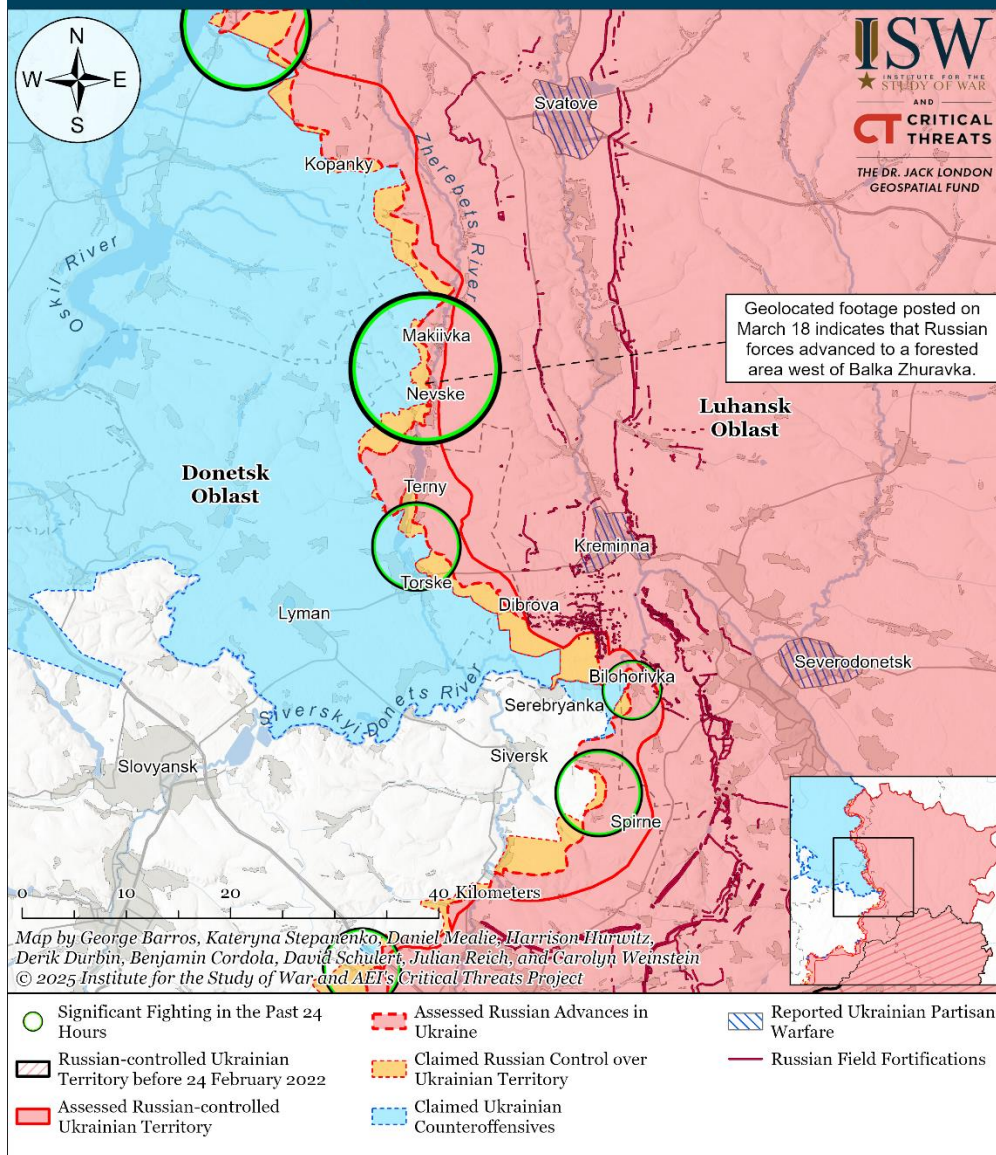 N
W
E
S
ISW
INSTITUTE FOR THE
STUDY OF WAR
AND
CT CRITICAL
THREATS
THE DR. JACK LONDON
GEOSPATIAL FUND
Svatove
Kopanky
Zherebets River
Oskil River
Geolocated footage posted on
March 18 indicates that Russian
forces advanced to a forested
area west of Balka Zhuravka.
Makiivka
Nevske
Luhansk
Oblast
Donetsk
Oblast
Terny
Kreminna
Torske
Dibrova
Lyman
Severodonetsk
Bilohorivka
Serebryanka
Siverskyi Donets River
Siversk
Slovyansk
Spirne
0 10 20 40 Kilometers
Map by George Barros, Kateryna Stepanenko, Daniel Mealie, Harrison Hurwitz,
Derik Durbin, Benjamin Cordola, David Schulert, Julian Reich, and Carolyn Weinstein
© 2025 Institute for the Study of War and AEI's Critical Threats Project
Significant Fighting in the Past 24
Hours
Russian-controlled Ukrainian
Territory before 24 February 2022
Assessed Russian-controlled
Ukrainian Territory
Assessed Russian Advances in
Ukraine
Claimed Russian Control over
Ukrainian Territory
Claimed Ukrainian
Counteroffensives
Reported Ukrainian Partisan
Warfare
Russian Field Fortifications